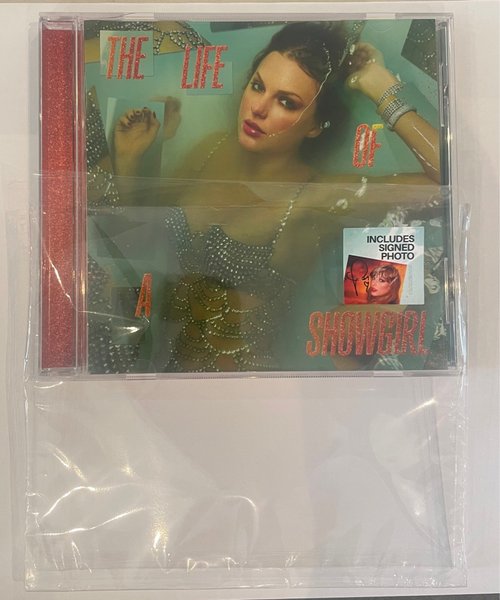 THE LIFE
OF
A
SHOWGIRL
INCLUDES
SIGNED
PHOTO